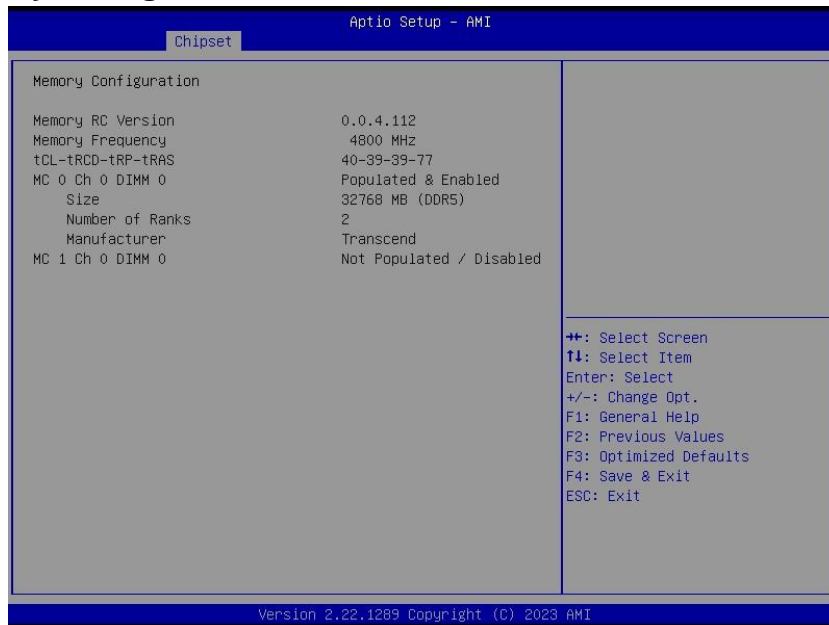 Aptio Setup – AMI
Chipset
Memory Configuration
Memory RC Version 0.0.4.112
Memory Frequency 4800 MHz
tCL-tRCD-tRP-tRAS 40-39-39-77
MC 0 Ch 0 DIMM 0 Populated & Enabled
Size 32768 MB (DDR5)
Number of Ranks 2
Manufacturer Transcend
MC 1 Ch 0 DIMM 0 Not Populated / Disabled
→←: Select Screen
↑↓: Select Item
Enter: Select
+/-: Change Opt.
F1: General Help
F2: Previous Values
F3: Optimized Defaults
F4: Save & Exit
ESC: Exit
Version 2.22.1289 Copyright (C) 2023 AMI